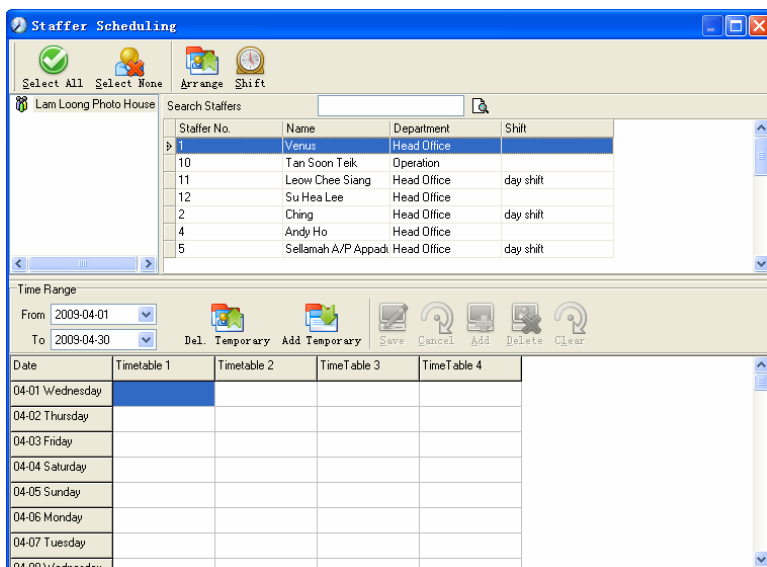 Staffer Scheduling
Select All Select None Arrange Shift
Lam Loong Photo House
Search Staffers
Staffer No. Name Department Shift
1 Venus Head Office
10 Tan Soon Teik Operation
11 Leow Chee Siang Head Office day shift
12 Su Hea Lee Head Office
2 Ching Head Office day shift
4 Andy Ho Head Office
5 Sellamah A/P Appadu Head Office day shift
Time Range
From 2009-04-01
To 2009-04-30
Del. Temporary Add Temporary Save Cancel Add Delete Clear
Date Timetable 1 Timetable 2 TimeTable 3 TimeTable 4
04-01 Wednesday
04-02 Thursday
04-03 Friday
04-04 Saturday
04-05 Sunday
04-06 Monday
04-07 Tuesday
04-08 Wednesday